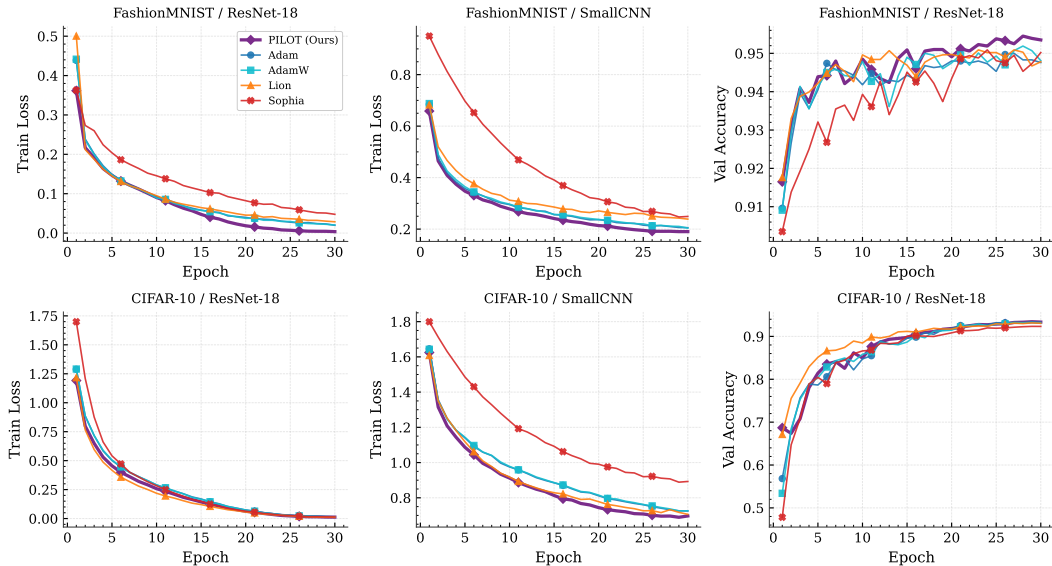 FashionMNIST / ResNet-18
Train Loss
0.5
0.4
0.3
0.2
0.1
0.0
PILOT (Ours)
Adam
AdamW
Lion
Sophia
0 5 10 15 20 25 30
Epoch
FashionMNIST / SmallCNN
Train Loss
0.8
0.6
0.4
0.2
0 5 10 15 20 25 30
Epoch
FashionMNIST / ResNet-18
Val Accuracy
0.95
0.94
0.93
0.92
0.91
0 5 10 15 20 25 30
Epoch
CIFAR-10 / ResNet-18
Train Loss
1.75
1.50
1.25
1.00
0.75
0.50
0.25
0.00
0 5 10 15 20 25 30
Epoch
CIFAR-10 / SmallCNN
Train Loss
1.8
1.6
1.4
1.2
1.0
0.8
0 5 10 15 20 25 30
Epoch
CIFAR-10 / ResNet-18
Val Accuracy
0.9
0.8
0.7
0.6
0.5
0 5 10 15 20 25 30
Epoch